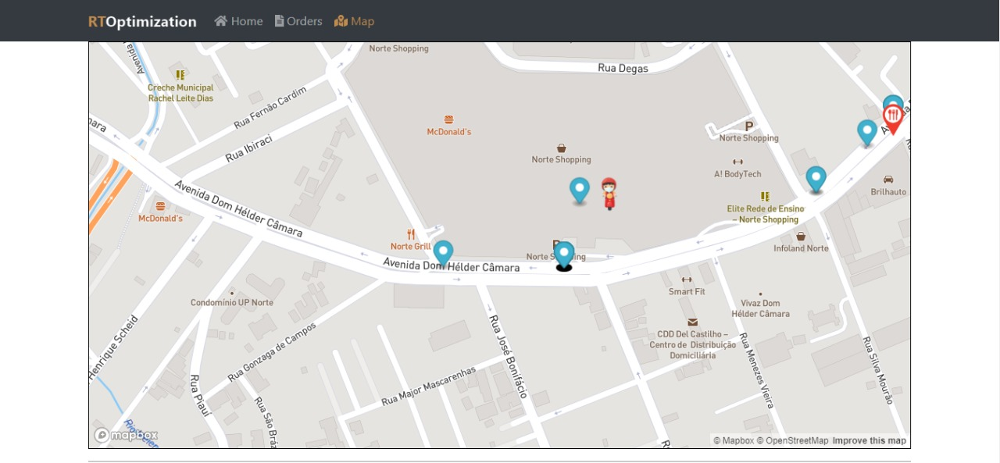 RTOptimization Home Orders Map
Norte Shopping
Rua Degas
Avenida
Creche Municipal
Rachel Leite Dias
Rua Fernão Cardim
McDonald's
Rua Ibiraci
Norte Shopping
P
Norte Shopping
A! BodyTech
Brilhauto
Avenida Dom Hélder Câmara
McDonald's
Elite Rede de Ensino
– Norte Shopping
Norte Grill
Infoland Norte
Avenida Dom Hélder Câmara
Smart Fit
Condomínio UP Norte
Vivaz Dom
Hélder Câmara
CDD Del Castilho –
Centro de Distribuição
Domiciliária
Henrique Scheid
Rua Gonzaga de Campos
Rua José Bonifácio
Rua Menezes Vieira
Rua Silva Mourão
Rua Major Mascarenhas
Rua Piauí
Rua São Bráz
mapbox
© Mapbox © OpenStreetMap Improve this map